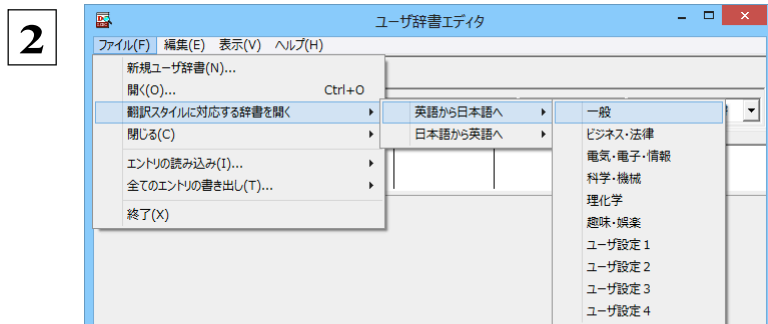 2
ユーザ辞書エディタ
ファイル(F) 編集(E) 表示(V) ヘルプ(H)
新規ユーザ辞書(N)...
開く(O)... Ctrl+O
翻訳スタイルに対応する辞書を開く
閉じる(C)
エントリの読み込み(I)...
全てのエントリの書き出し(T)...
終了(X)
英語から日本語へ
日本語から英語へ
一般
ビジネス・法律
電気・電子・情報
科学・機械
理化学
趣味・娯楽
ユーザ設定1
ユーザ設定2
ユーザ設定3
ユーザ設定4